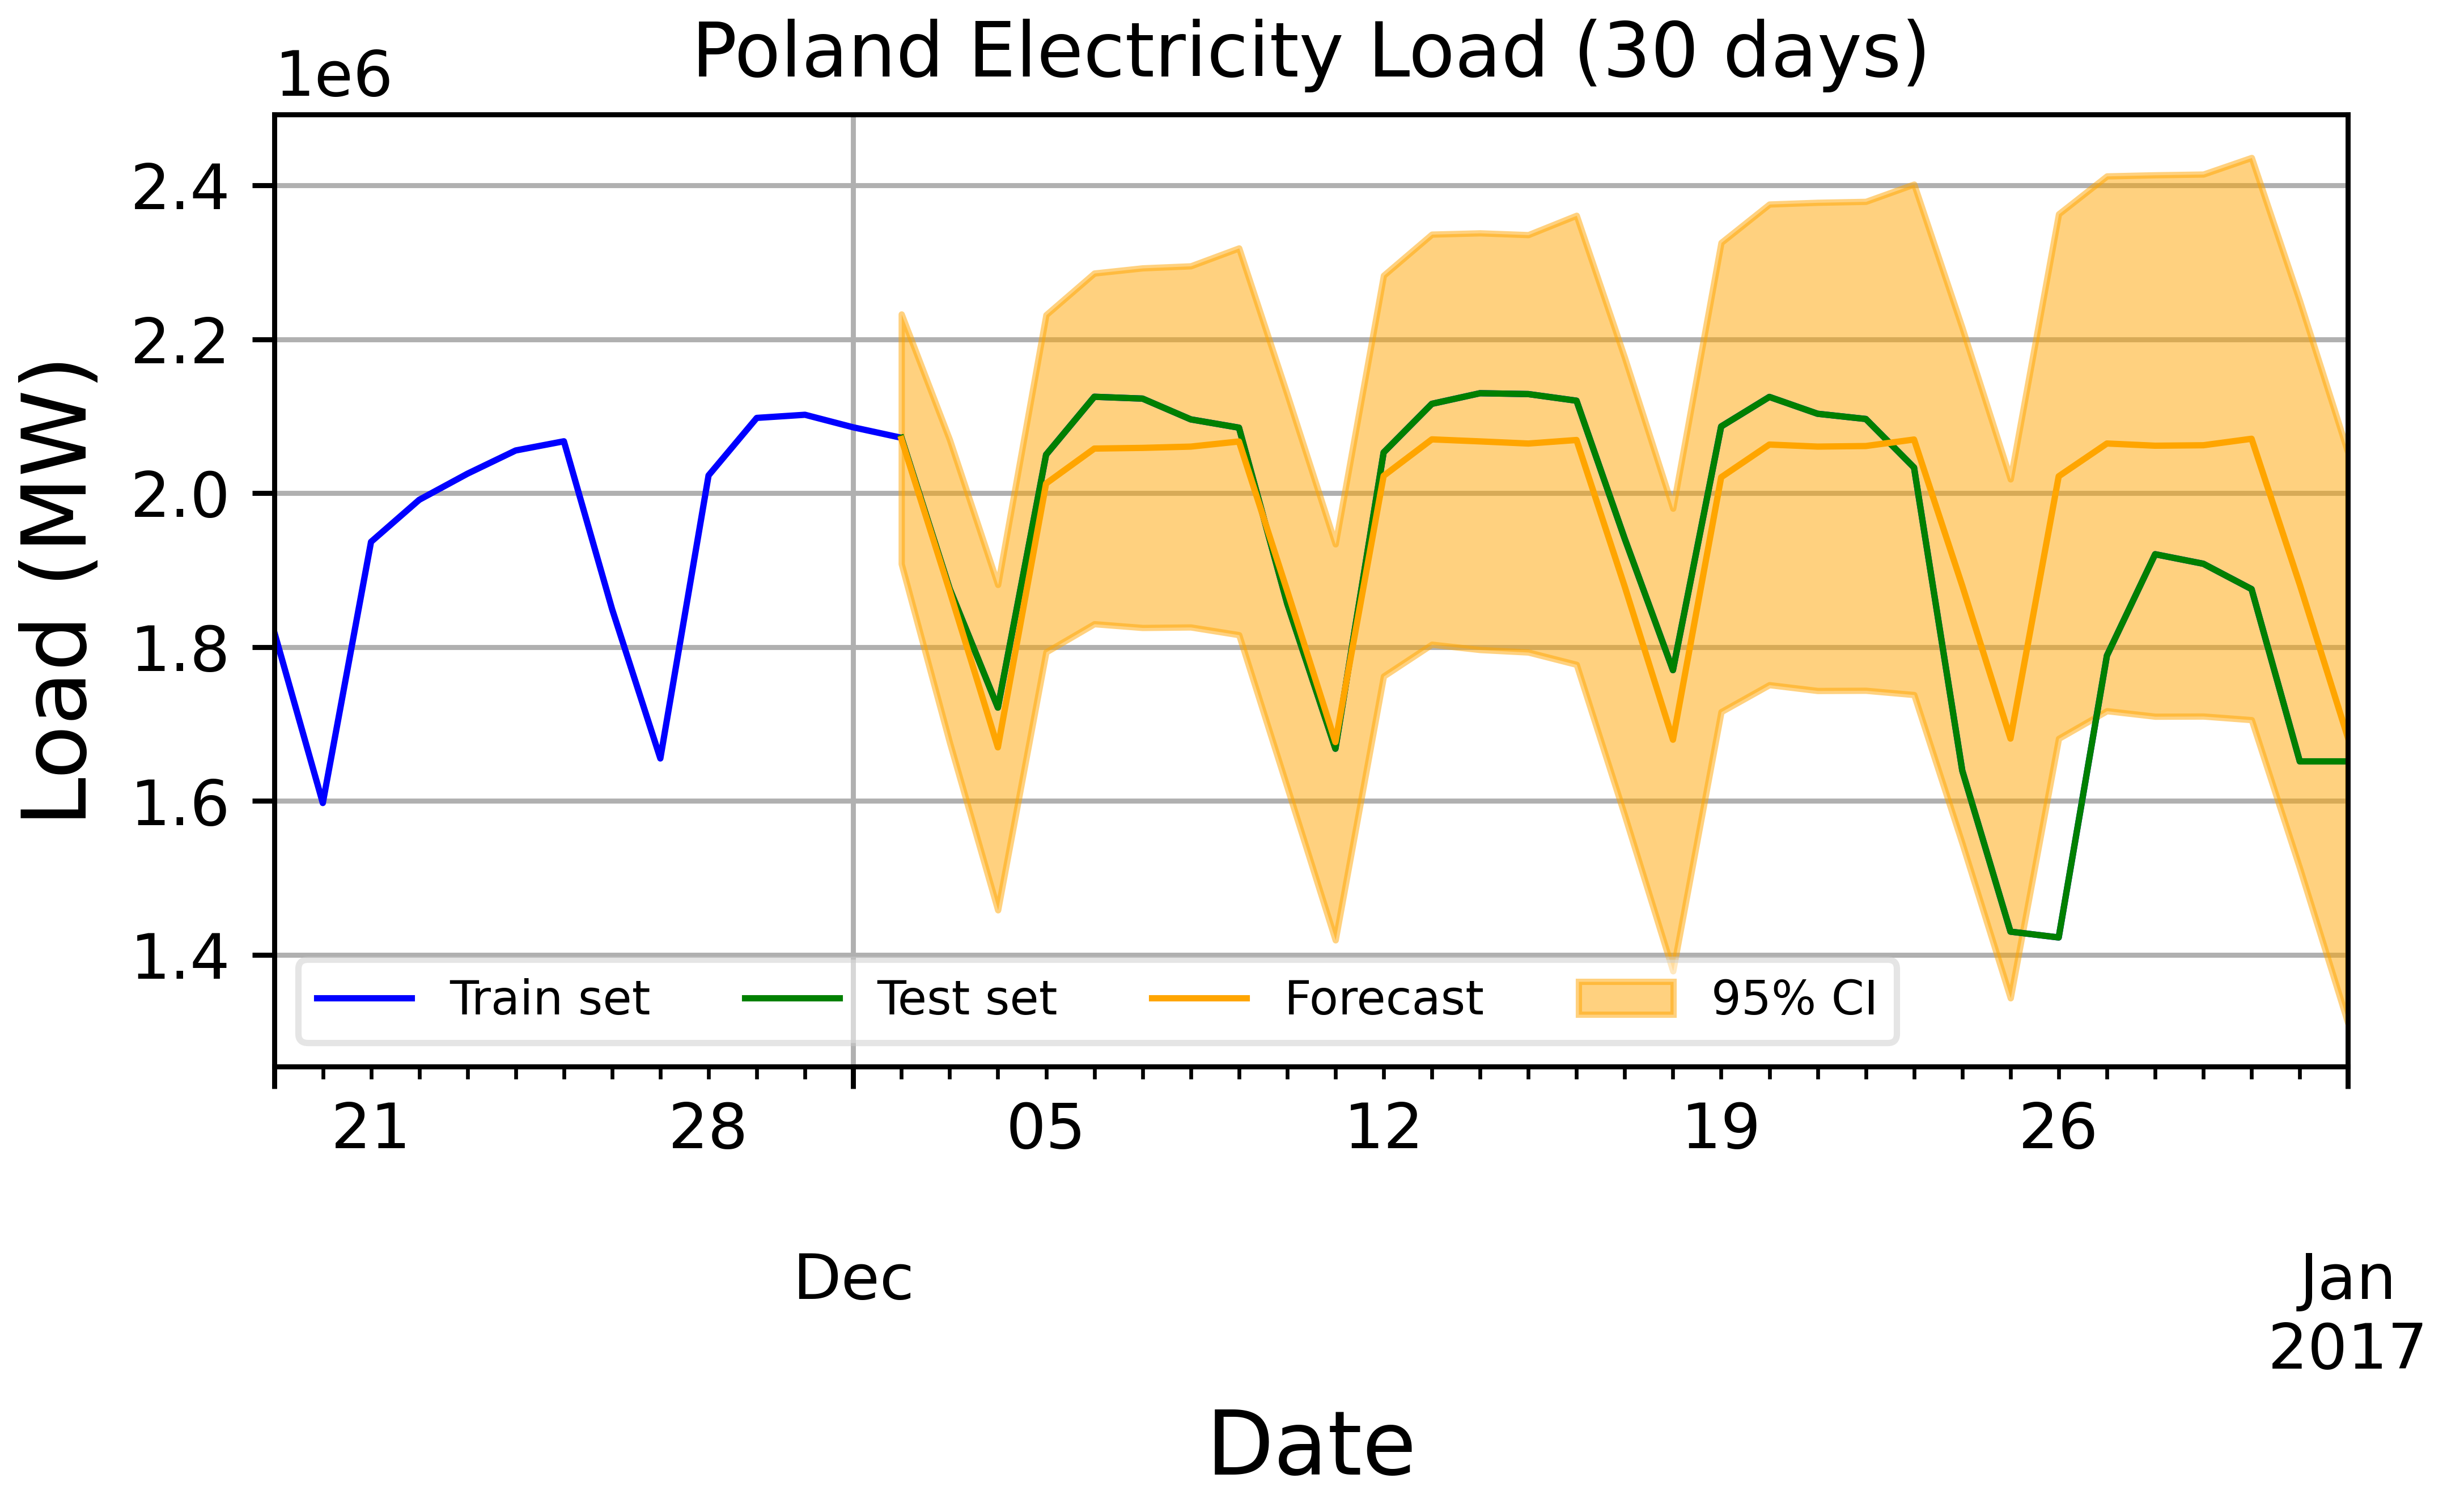 Poland Electricity Load (30 days)
1e6
2.4
2.2
2.0
1.8
1.6
1.4
Load (MW)
Train set Test set Forecast 95% CI
21 28 05 12 19 26
Dec Jan
2017
Date